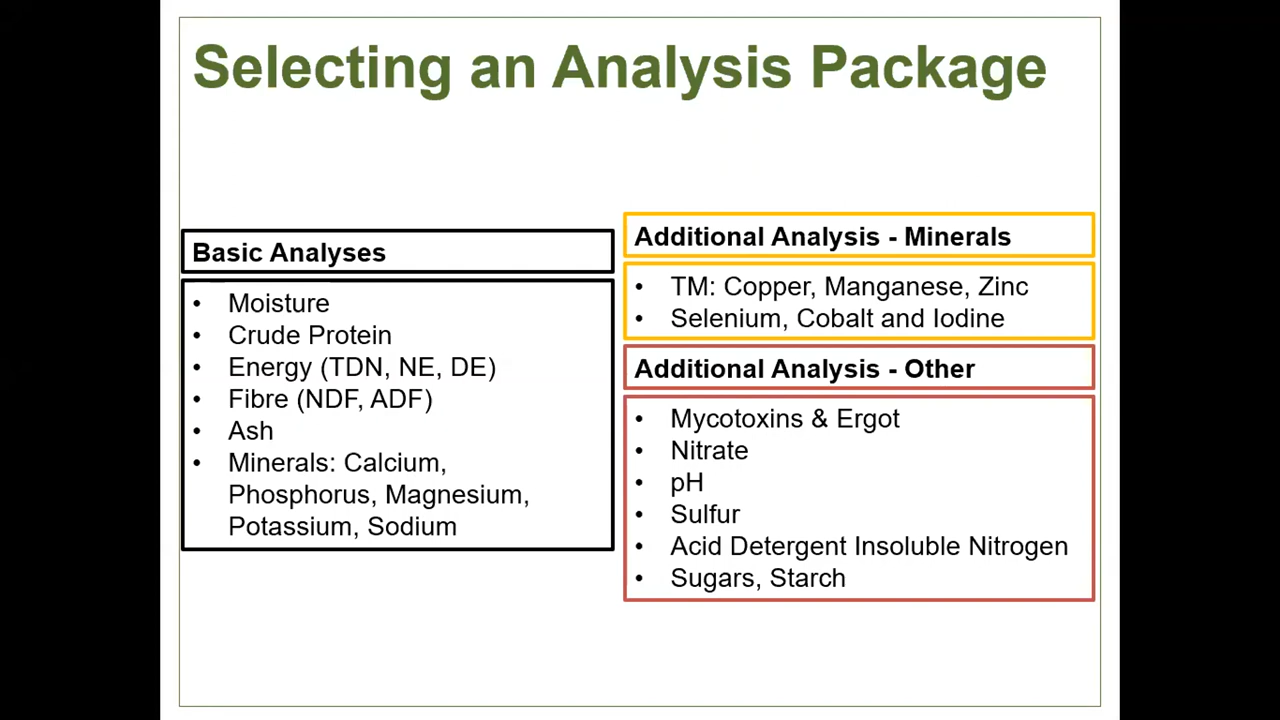 Selecting an Analysis Package
Basic Analyses
• Moisture
• Crude Protein
• Energy (TDN, NE, DE)
• Fibre (NDF, ADF)
• Ash
• Minerals: Calcium,
Phosphorus, Magnesium,
Potassium, Sodium
Additional Analysis - Minerals
• TM: Copper, Manganese, Zinc
• Selenium, Cobalt and Iodine
Additional Analysis - Other
• Mycotoxins & Ergot
• Nitrate
• pH
• Sulfur
• Acid Detergent Insoluble Nitrogen
• Sugars, Starch